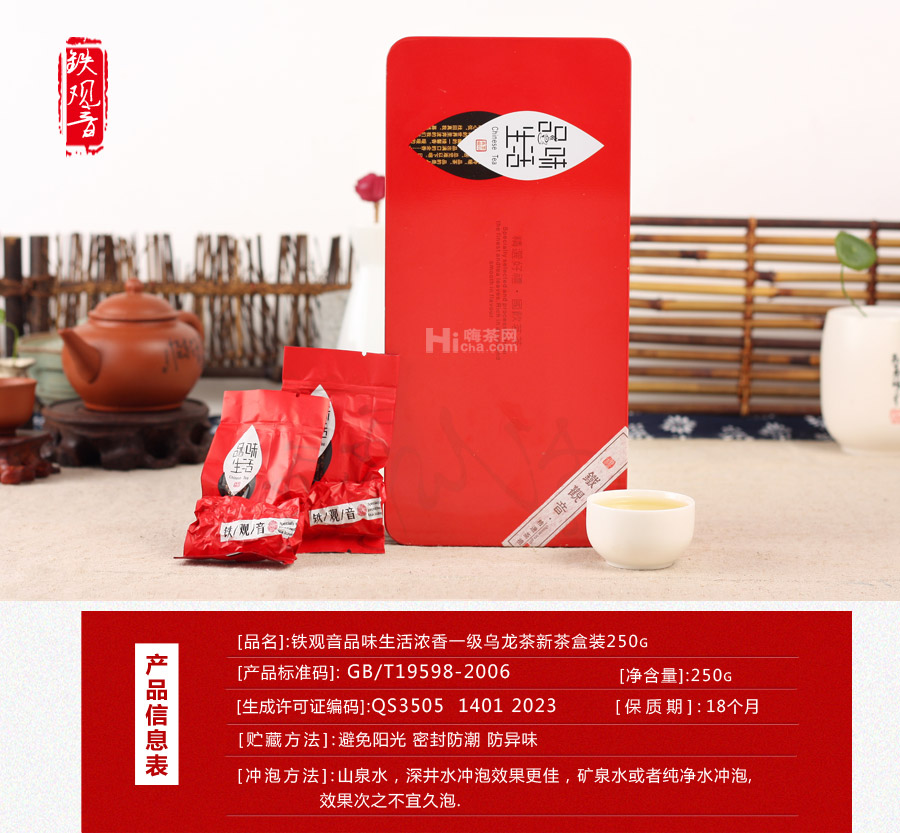 铁观音
品味
生活
Chinese Tea
Hi嗨茶网
Hicha.com
品味
生活
铁/观/音
铁/观/音
鐵觀音
产品信息表
[品名]:铁观音品味生活浓香一级乌龙茶新茶盒装250G
[产品标准码]: GB/T19598-2006
[净含量]:250G
[生成许可证编码]:QS3505 1401 2023
[保质期]:18个月
[贮藏方法]:避免阳光 密封防潮 防异味
[冲泡方法]:山泉水，深井水冲泡效果更佳，矿泉水或者纯净水冲泡,
效果次之不宜久泡.